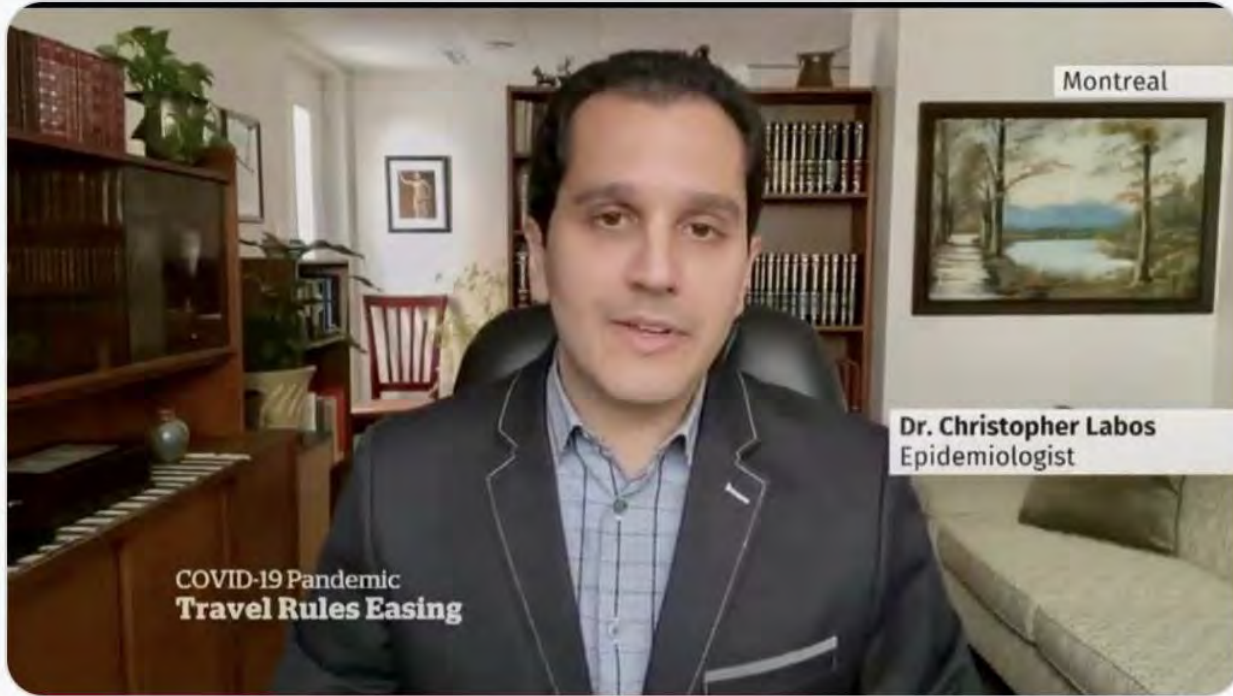 Montreal
Dr. Christopher Labos
Epidemiologist
COVID-19 Pandemic
Travel Rules Easing